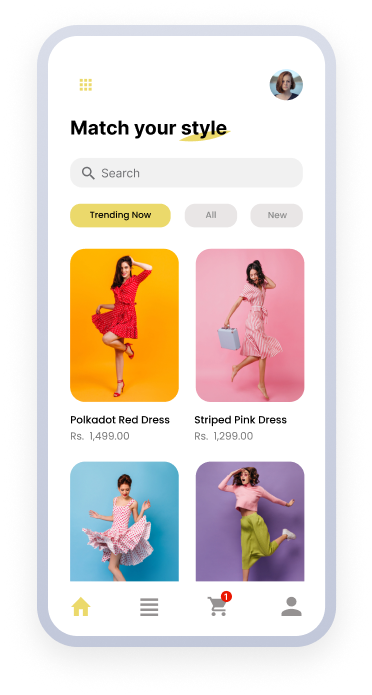 Match your style
Search
Trending Now
All
New
Polkadot Red Dress
Striped Pink Dress
Rs. 1,499.00
Rs. 1,299.00
1